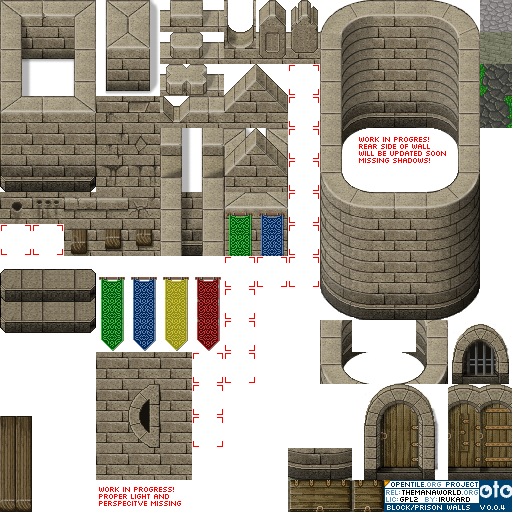 WORK IN PROGRES!
REAR SIDE OF WALL
WILL BE UPDATED SOON
MISSING SHADOWS!
WORK IN PROGRESS!
PROPER LIGHT AND
PERSPECITVE MISSING
OPENTILE.ORG PROJECT
REL:THEMANAWORLD.ORG
LIC:GPL2 BY:IRUKARD
BLOCK/PRISON WALLS V0.0.4
oto